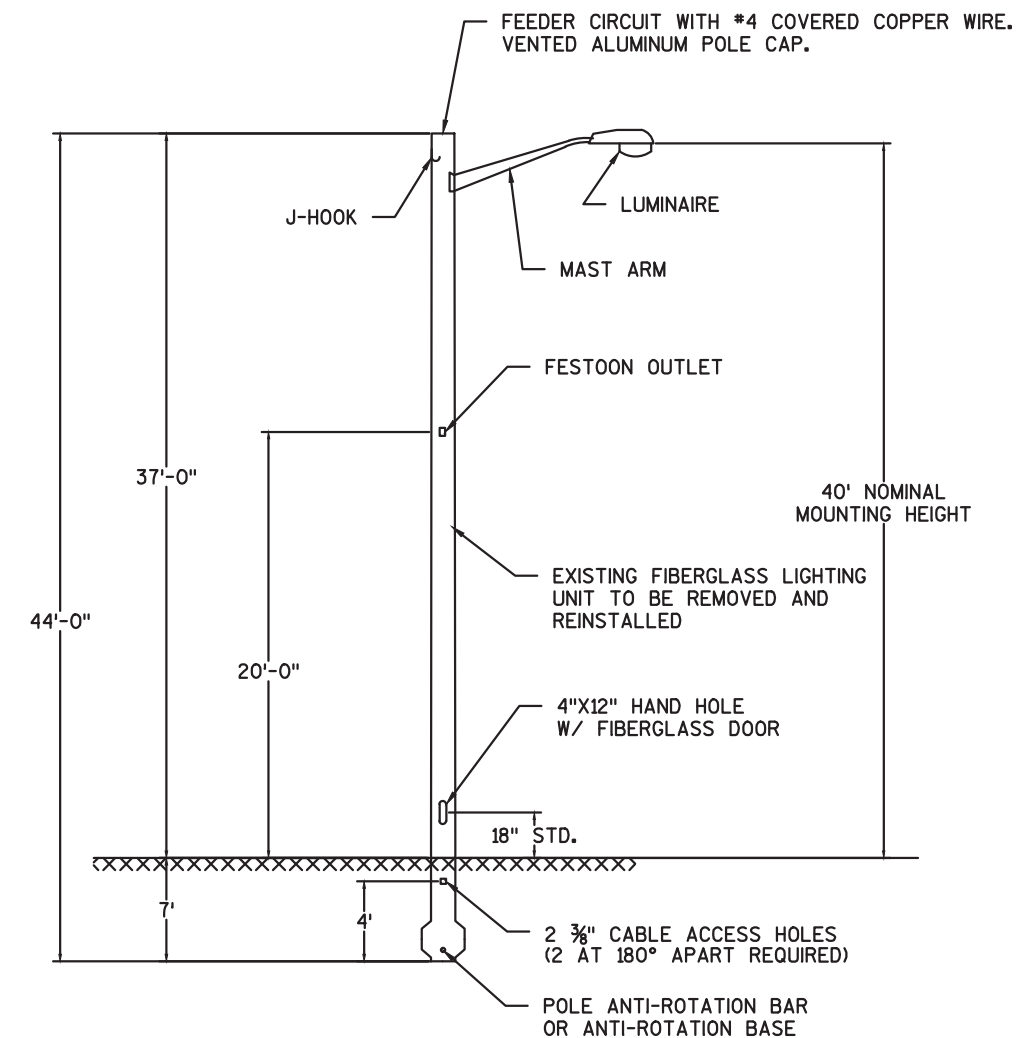 FEEDER CIRCUIT WITH #4 COVERED COPPER WIRE.
VENTED ALUMINUM POLE CAP.
J-HOOK
LUMINAIRE
MAST ARM
FESTOON OUTLET
37'-0"
40' NOMINAL
MOUNTING HEIGHT
EXISTING FIBERGLASS LIGHTING
UNIT TO BE REMOVED AND
REINSTALLED
44'-0"
20'-0"
4"X12" HAND HOLE
W/ FIBERGLASS DOOR
18" STD.
7'
4'
2 ⅜" CABLE ACCESS HOLES
(2 AT 180° APART REQUIRED)
POLE ANTI-ROTATION BAR
OR ANTI-ROTATION BASE